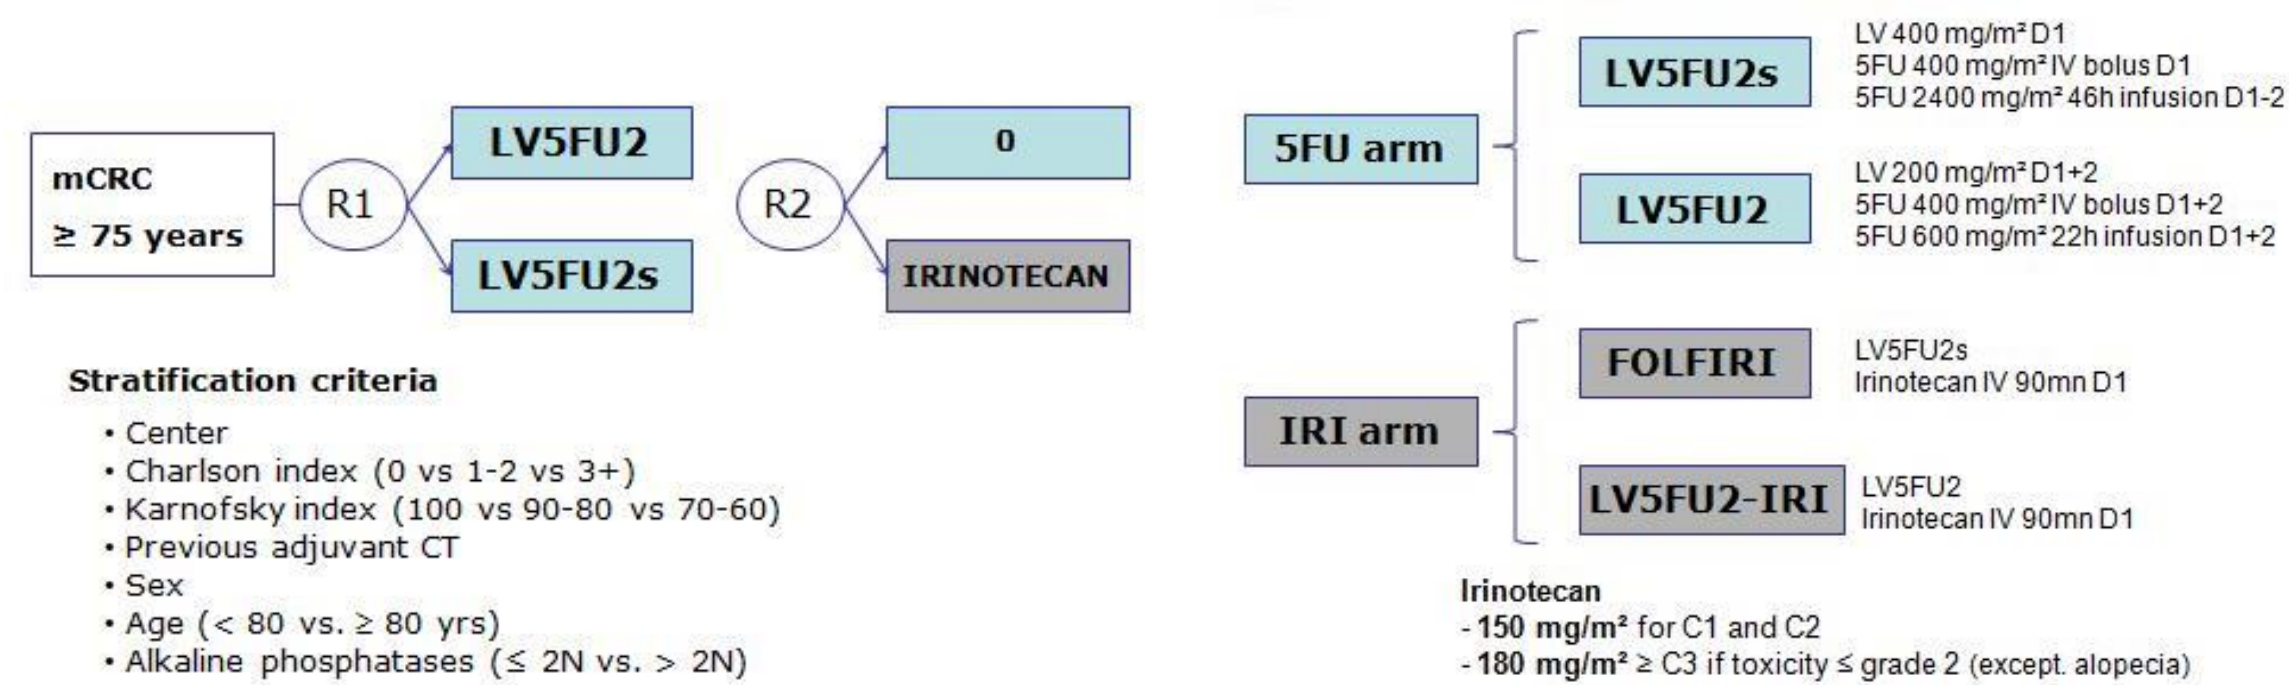 mCRC
≥ 75 years
R1
LV5FU2
LV5FU2s
R2
0
IRINOTECAN
Stratification criteria
• Center
• Charlson index (0 vs 1-2 vs 3+)
• Karnofsky index (100 vs 90-80 vs 70-60)
• Previous adjuvant CT
• Sex
• Age (< 80 vs. ≥ 80 yrs)
• Alkaline phosphatases (≤ 2N vs. > 2N)
5FU arm
LV5FU2s
LV 400 mg/m² D1
5FU 400 mg/m² IV bolus D1
5FU 2400 mg/m² 46h infusion D1-2
LV5FU2
LV 200 mg/m² D1+2
5FU 400 mg/m² IV bolus D1+2
5FU 600 mg/m² 22h infusion D1+2
IRI arm
FOLFIRI
LV5FU2s
Irinotecan IV 90mn D1
LV5FU2-IRI
LV5FU2
Irinotecan IV 90mn D1
Irinotecan
- 150 mg/m² for C1 and C2
- 180 mg/m² ≥ C3 if toxicity ≤ grade 2 (except. alopecia)